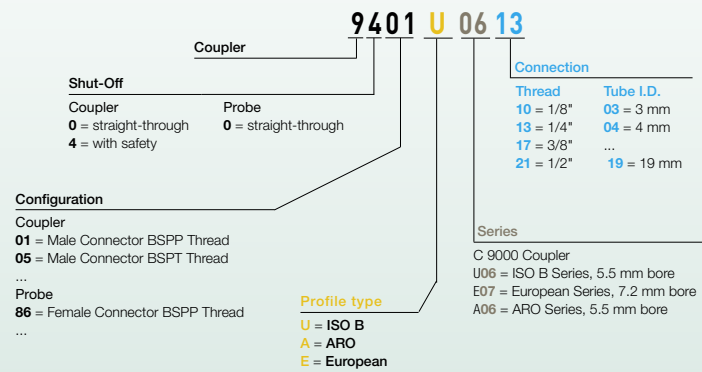 9401 U 06 13
Coupler
Shut-Off
Coupler Probe
0 = straight-through 0 = straight-through
4 = with safety
Connection
Thread Tube I.D.
10 = 1/8" 03 = 3 mm
13 = 1/4" 04 = 4 mm
17 = 3/8" ...
21 = 1/2" 19 = 19 mm
Configuration
Coupler
01 = Male Connector BSPP Thread
05 = Male Connector BSPT Thread
...
Probe
86 = Female Connector BSPP Thread
...
Profile type
U = ISO B
A = ARO
E = European
Series
C 9000 Coupler
U06 = ISO B Series, 5.5 mm bore
E07 = European Series, 7.2 mm bore
A06 = ARO Series, 5.5 mm bore